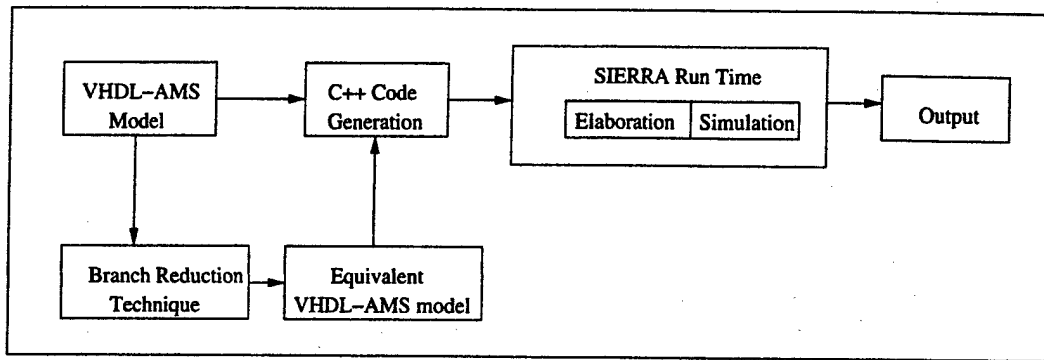 VHDL-AMS
Model
C++ Code
Generation
SIERRA Run Time
Elaboration
Simulation
Output
Branch Reduction
Technique
Equivalent
VHDL-AMS model